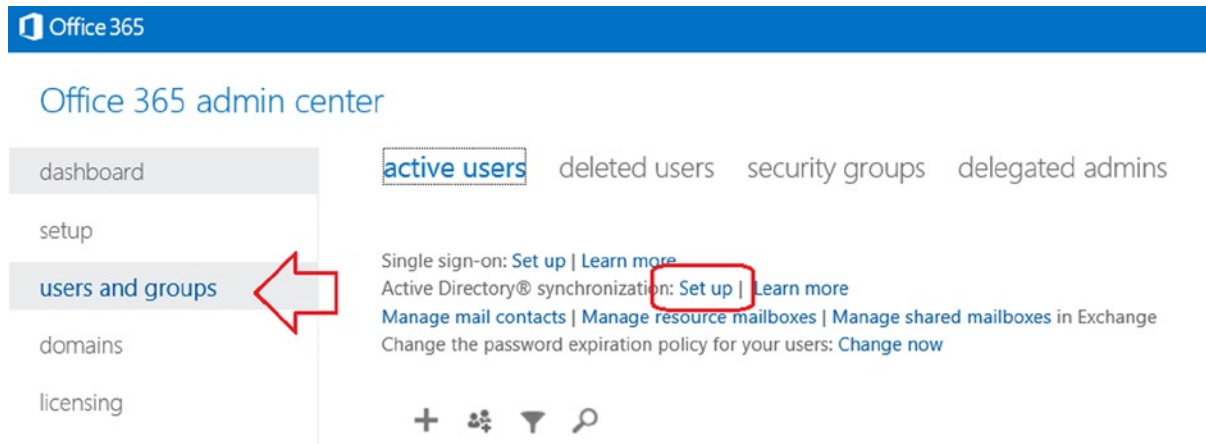 Office 365
Office 365 admin center
dashboard
setup
users and groups
domains
licensing
active users deleted users security groups delegated admins
Single sign-on: Set up | Learn more
Active Directory® synchronization: Set up | Learn more
Manage mail contacts | Manage resource mailboxes | Manage shared mailboxes in Exchange
Change the password expiration policy for your users: Change now